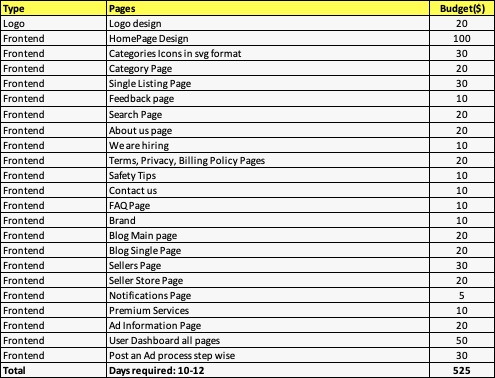 Type Pages Budget($)
Logo Logo design 20
Frontend HomePage Design 100
Frontend Categories Icons in svg format 30
Frontend Category Page 20
Frontend Single Listing Page 30
Frontend Feedback page 10
Frontend Search Page 20
Frontend About us page 20
Frontend We are hiring 10
Frontend Terms, Privacy, Billing Policy Pages 20
Frontend Safety Tips 10
Frontend Contact us 10
Frontend FAQ Page 10
Frontend Brand 10
Frontend Blog Main page 20
Frontend Blog Single Page 20
Frontend Sellers Page 30
Frontend Seller Store Page 20
Frontend Notifications Page 5
Frontend Premium Services 10
Frontend Ad Information Page 20
Frontend User Dashboard all pages 50
Frontend Post an Ad process step wise 30
Total Days required: 10-12 525